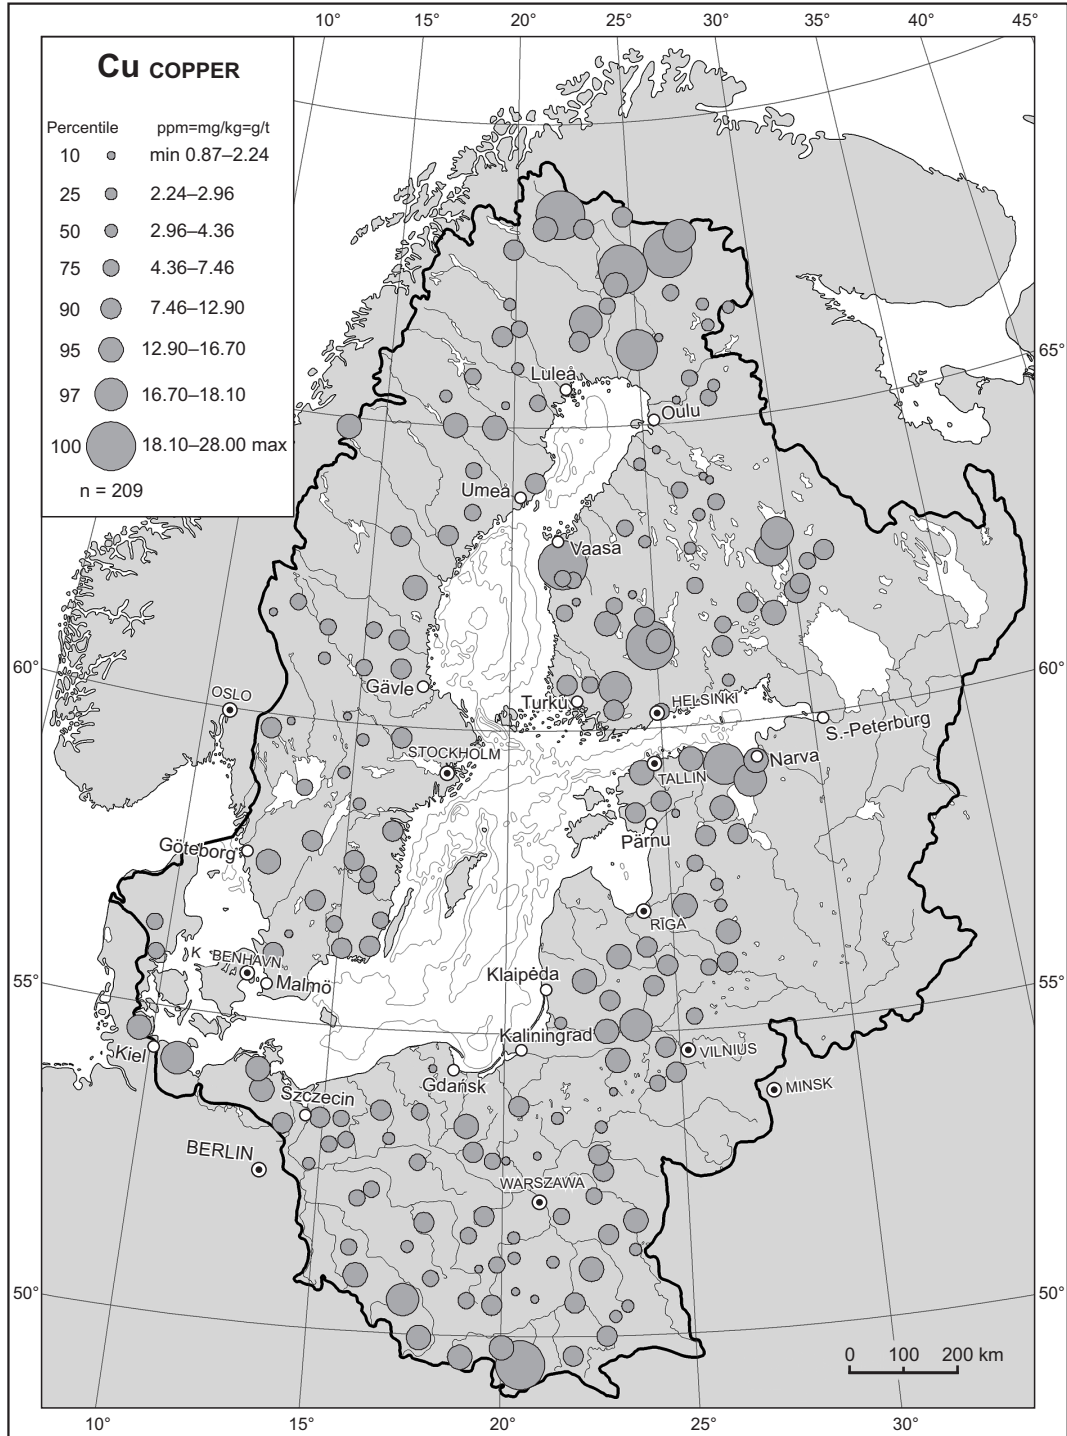 10° 15° 20° 25° 30° 35° 40° 45°
Cu COPPER
Percentile ppm=mg/kg=g/t
10 min 0.87–2.24
25 2.24–2.96
50 2.96–4.36
75 4.36–7.46
90 7.46–12.90
95 12.90–16.70
97 16.70–18.10
100 18.10–28.00 max
n = 209
65°
Luleå
Oulu
Umeå
Vaasa
60° 60°
Gävle
OSLO
Turku
HELSINKI
S.-Peterburg
STOCKHOLM
TALLIN
Narva
Pärnu
Göteborg
RĪGA
K BENHAVN
Malmö
Klaipėda
55° 55°
Kaliningrad
Kiel
VILNIUS
Gdańsk
MINSK
Szczecin
BERLIN
WARSZAWA
50° 50°
0 100 200 km
10° 15° 20° 25° 30°